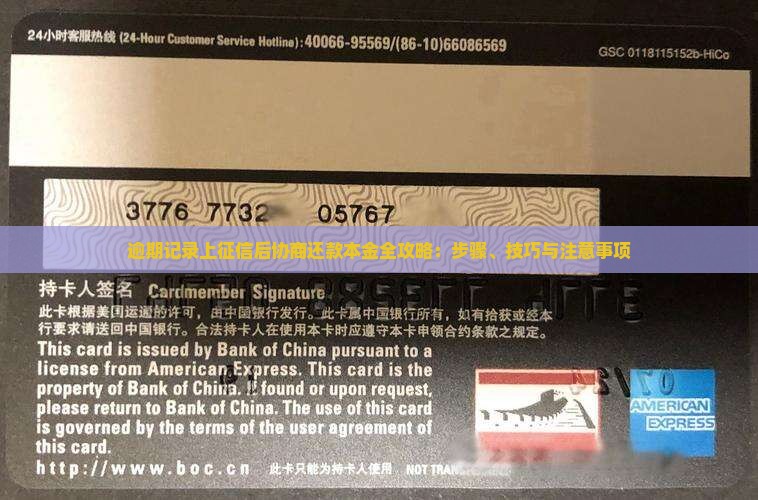 24小时客服热线 (24-Hour Customer Service Hotline):40066-95569/(86-10)66086569
GSC 0118115152b-HiCo
3776 7732 05767
逾期记录上征信后协商还款本金全攻略：步骤、技巧与注意事项
持卡人签名 Cardmember Signature
此卡根据美国运通的许可，由中国银行发行。此卡属中国银行所有，如有拾获或经本
行要求请送回中国银行。合法持卡人在使用本卡时应遵守本卡申领合约条款之规定。
This card is issued by Bank of China pursuant to a
license from American Express. This card is the
property of Bank of China. If found or upon request,
please return to Bank of China. The use of this card
is governed by the terms of the user agreement of
this card.
AMERICAN
EXPRESS
http://www.boc.cn 此卡只能为持卡人使用 NOT